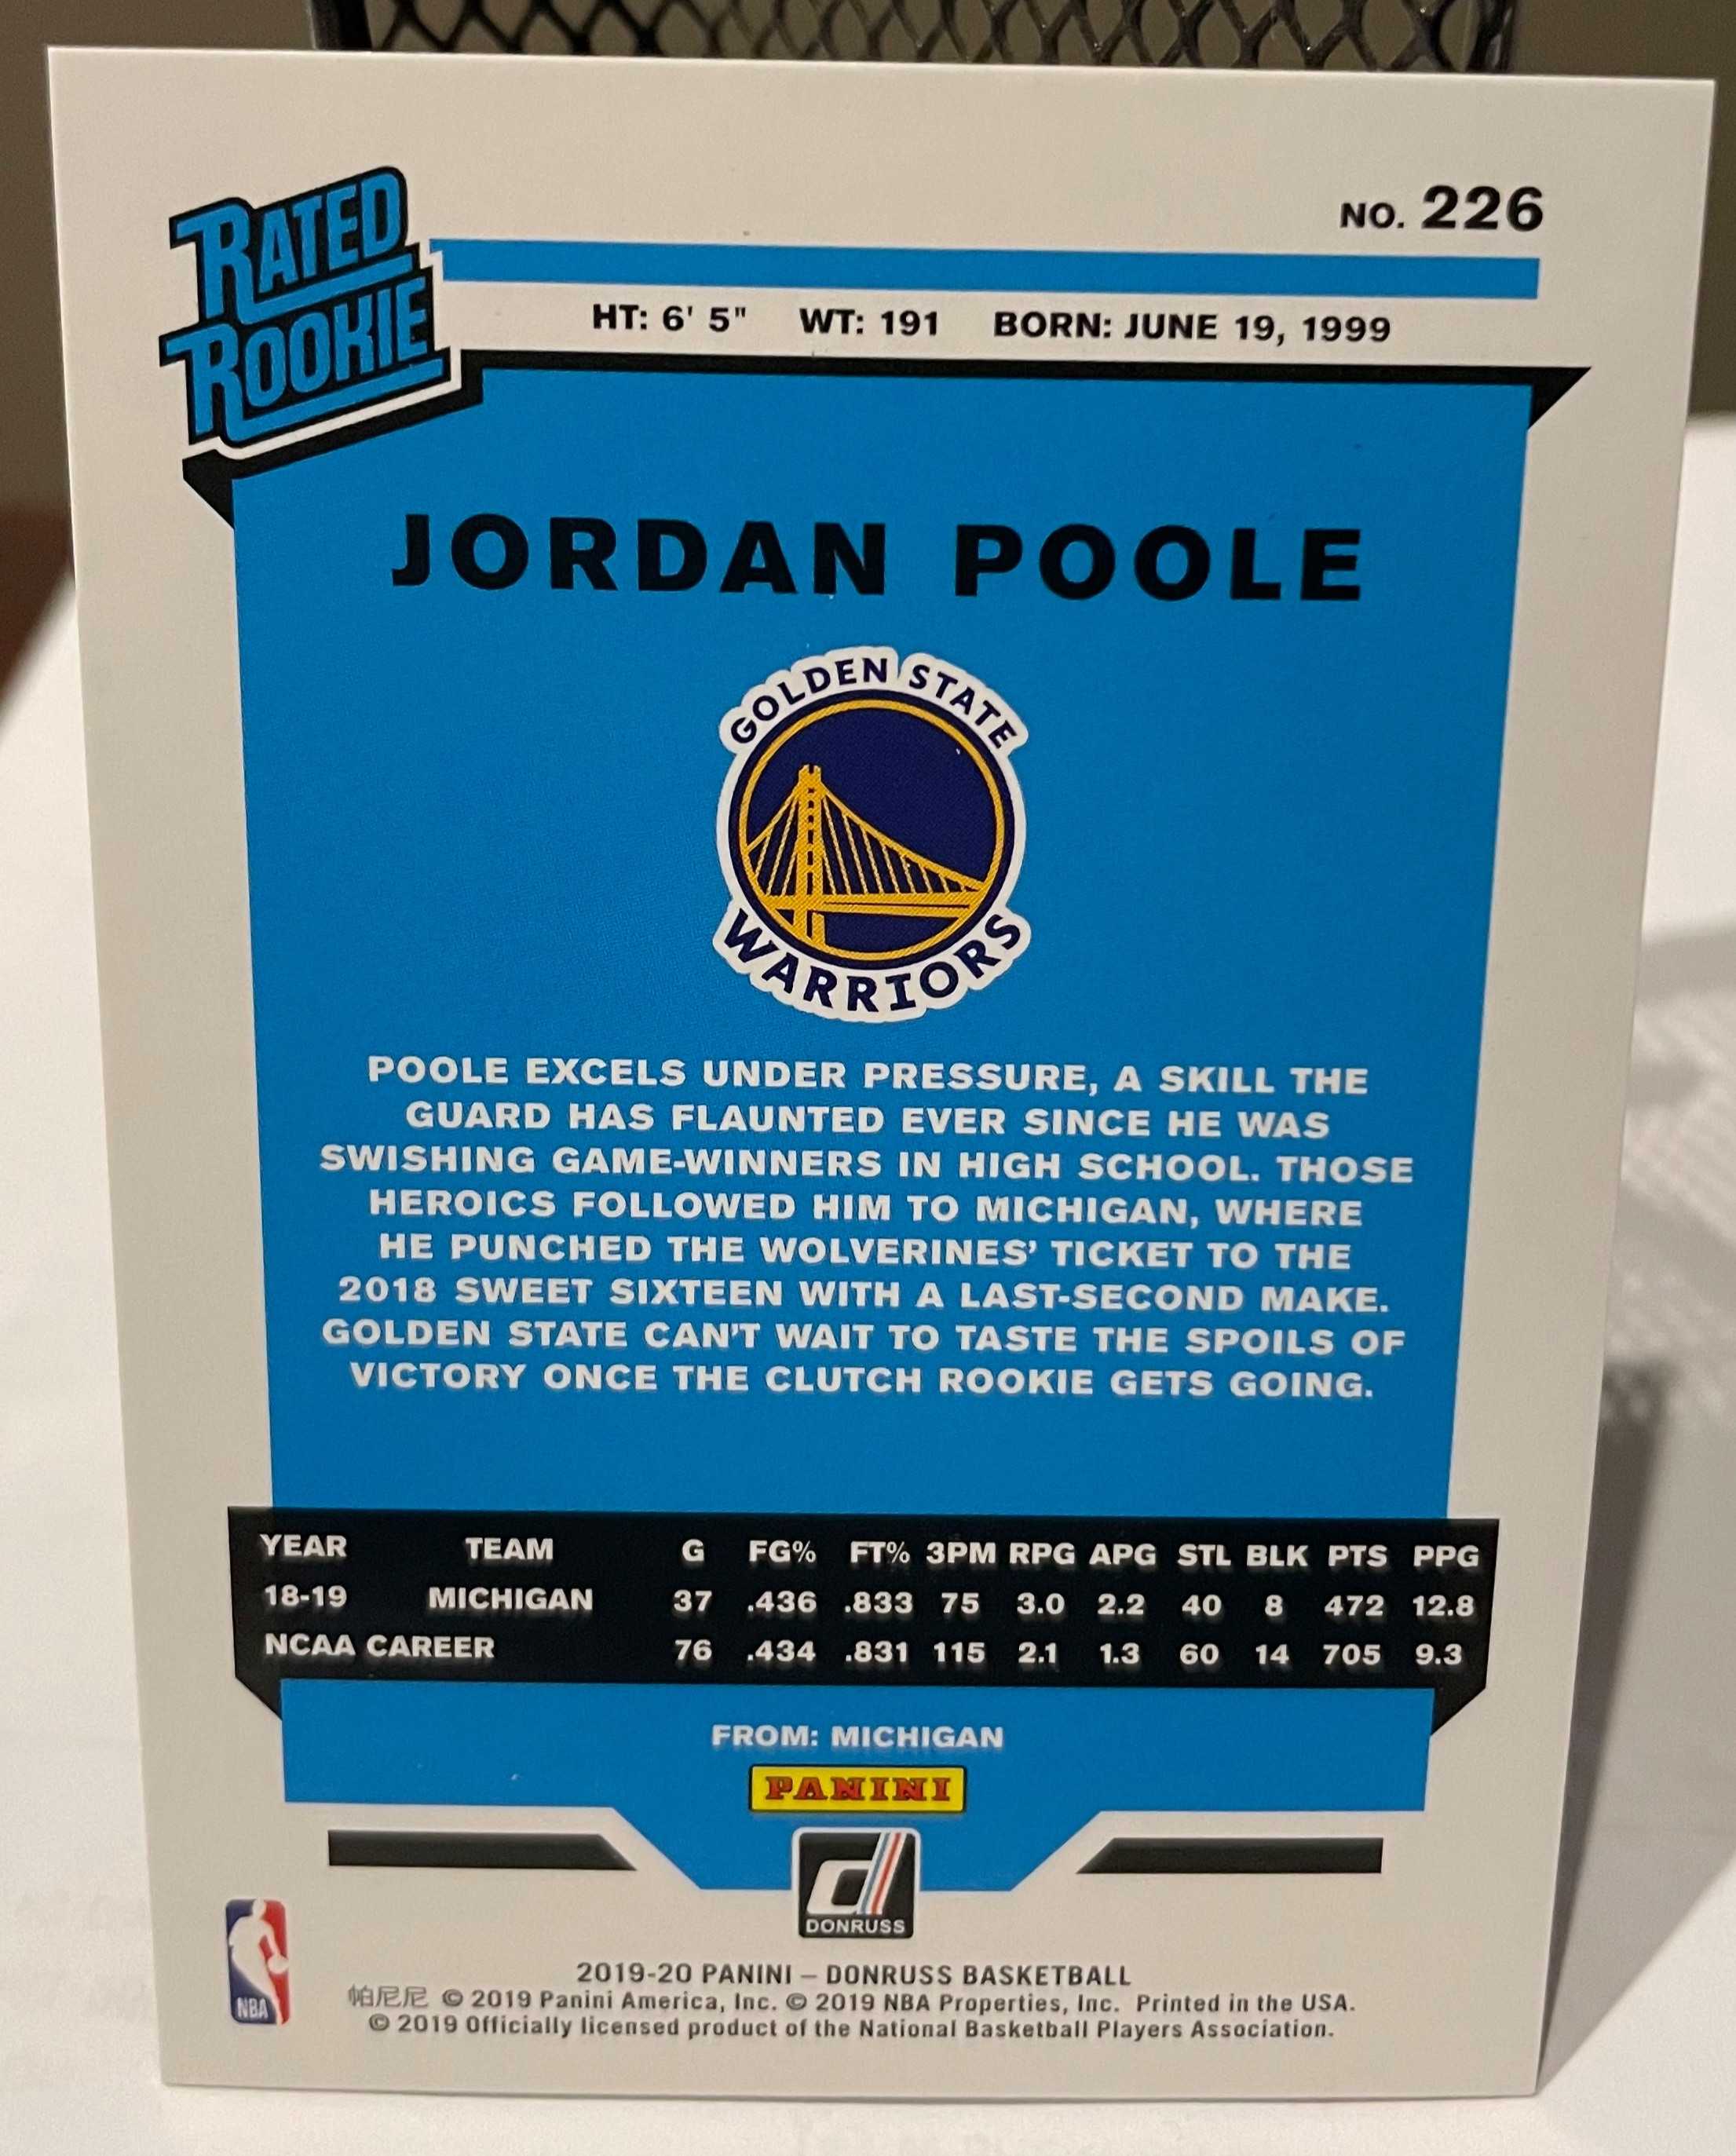 RATED
ROOKIE
NO. 226
HT: 6' 5" WT: 191 BORN: JUNE 19, 1999
JORDAN POOLE
GOLDEN STATE
WARRIORS
POOLE EXCELS UNDER PRESSURE, A SKILL THE
GUARD HAS FLAUNTED EVER SINCE HE WAS
SWISHING GAME-WINNERS IN HIGH SCHOOL. THOSE
HEROICS FOLLOWED HIM TO MICHIGAN, WHERE
HE PUNCHED THE WOLVERINES' TICKET TO THE
2018 SWEET SIXTEEN WITH A LAST-SECOND MAKE.
GOLDEN STATE CAN'T WAIT TO TASTE THE SPOILS OF
VICTORY ONCE THE CLUTCH ROOKIE GETS GOING.
YEAR TEAM G FG% FT% 3PM RPG APG STL BLK PTS PPG
18-19 MICHIGAN 37 .436 .833 75 3.0 2.2 40 8 472 12.8
NCAA CAREER 76 .434 .831 115 2.1 1.3 60 14 705 9.3
FROM: MICHIGAN
PANINI
DONRUSS
NBA
2019-20 PANINI – DONRUSS BASKETBALL
帕尼尼 © 2019 Panini America, Inc. © 2019 NBA Properties, Inc. Printed in the USA.
© 2019 Officially licensed product of the National Basketball Players Association.